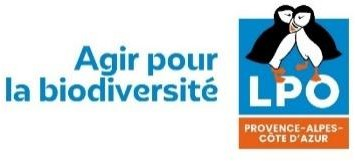 Agir pour
la biodiversité
LPO
PROVENCE-ALPES-
CÔTE D'AZUR